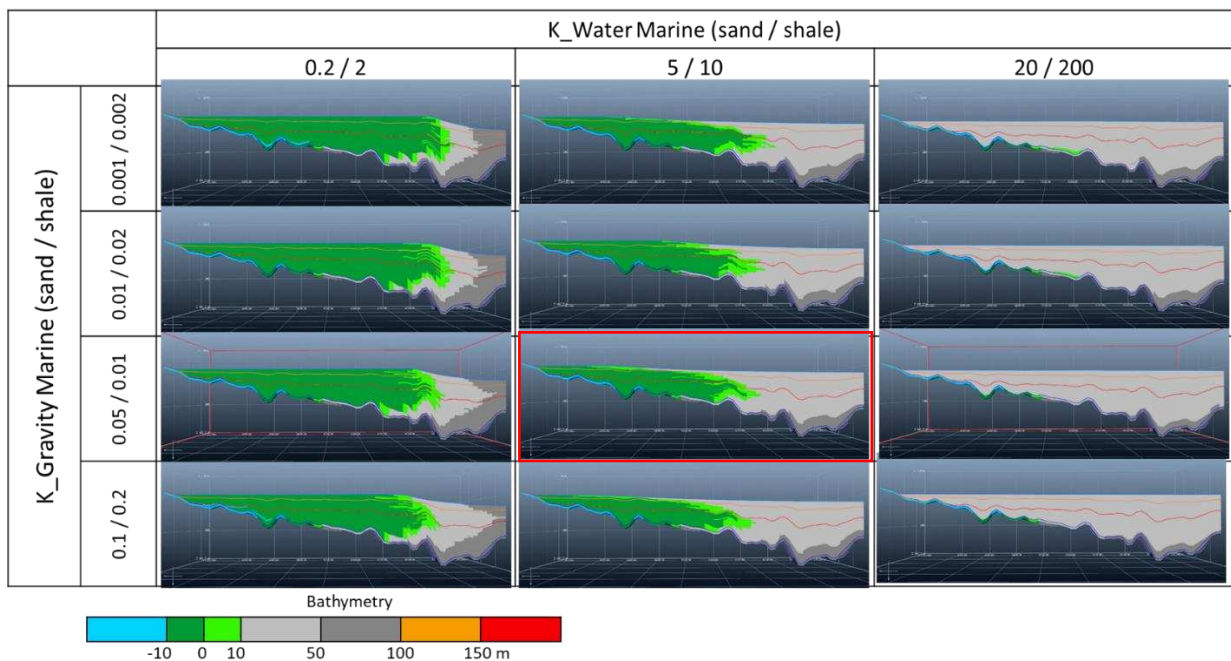 K_Water Marine (sand / shale)
0.2 / 2
5 / 10
20 / 200
K_Gravity Marine (sand / shale)
0.001 / 0.002
0.01 / 0.02
0.05 / 0.01
0.1 / 0.2
Bathymetry
-10 0 10 50 100 150 m